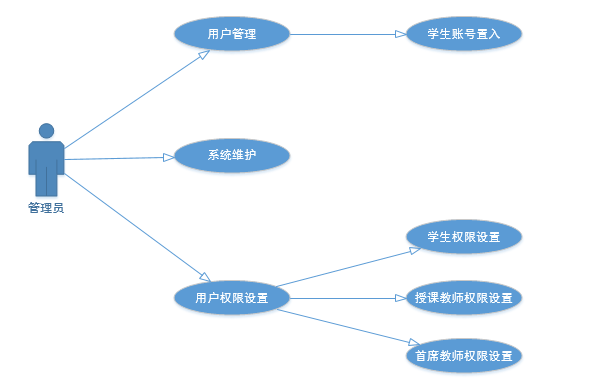 用户管理
学生账号置入
系统维护
管理员
学生权限设置
用户权限设置
授课教师权限设置
首席教师权限设置